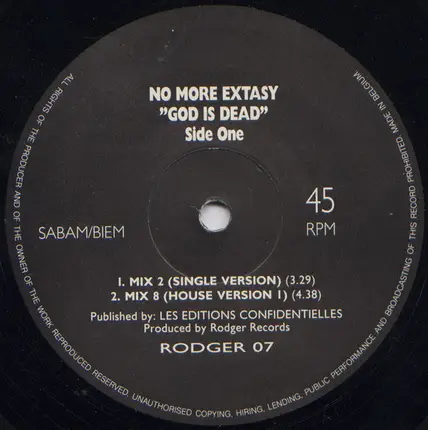 NO MORE EXTASY
"GOD IS DEAD"
Side One
45
RPM
SABAM/BIEM
1. MIX 2 (SINGLE VERSION) (3.29)
2. MIX 8 (HOUSE VERSION 1) (4.38)
Published by: LES EDITIONS CONFIDENTIELLES
Produced by Rodger Records
RODGER 07
ALL RIGHTS OF THE PRODUCER AND OF THE OWNER OF THE WORK REPRODUCED RESERVED. UNAUTHORISED COPYING, HIRING, LENDING, PUBLIC PERFORMANCE AND BROADCASTING OF THIS RECORD PROHIBITED. MADE IN BELGIUM